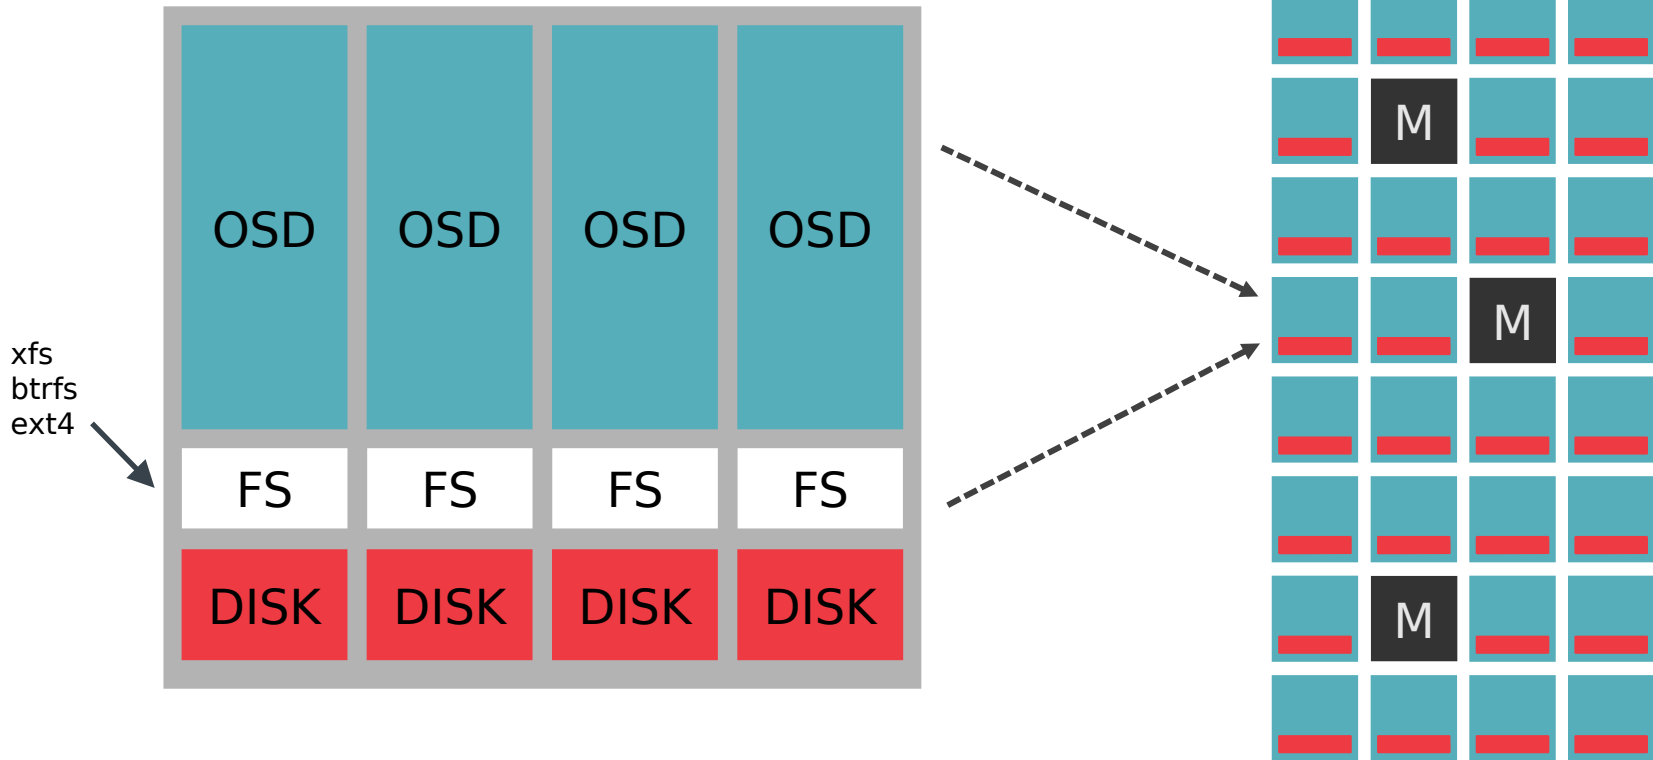 OSD OSD OSD OSD
xfs
btrfs
ext4
FS FS FS FS
DISK DISK DISK DISK
M
M
M